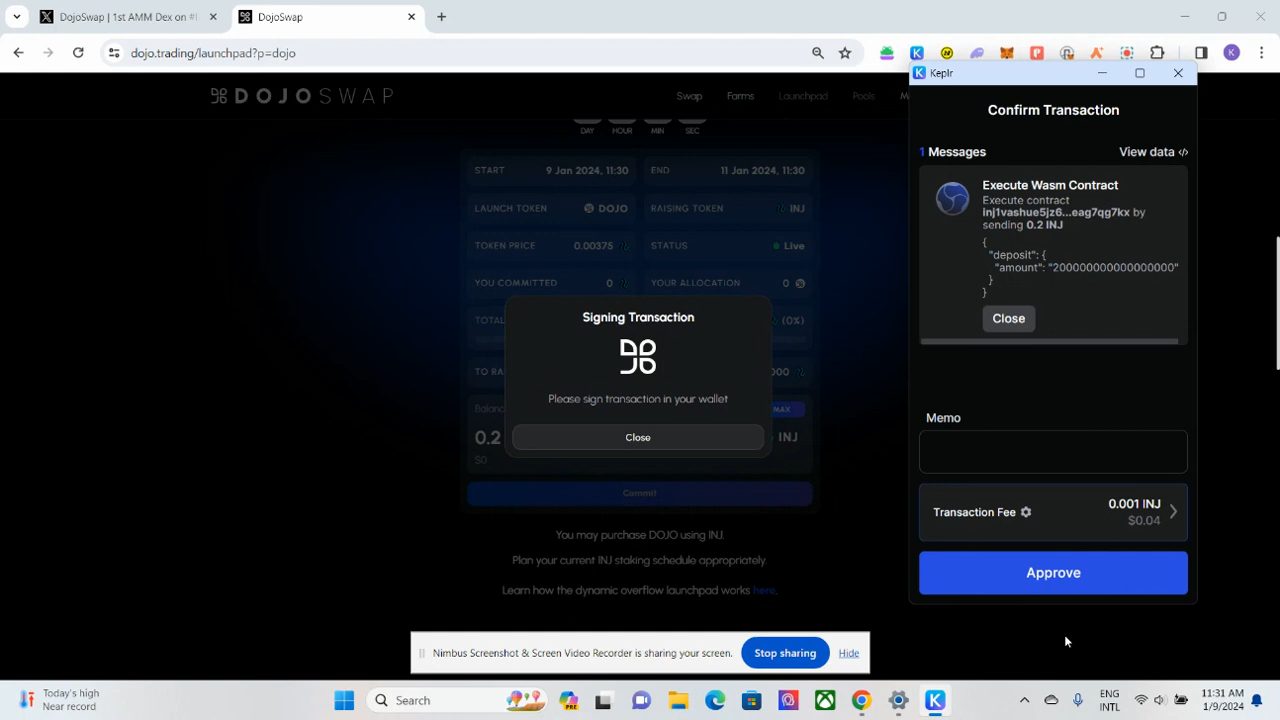 DojoSwap | 1st AMM Dex on #
DojoSwap
dojo.trading/launchpad?p=dojo
DOJOSWAP
Swap
Farms
Launchpad
Pools
DAY
HOUR
MIN
SEC
START 9 Jan 2024, 11:30
END 11 Jan 2024, 11:30
LAUNCH TOKEN DOJO
RAISING TOKEN INJ
TOKEN PRICE 0.00375
STATUS Live
YOU COMMITTED 0
YOUR ALLOCATION 0
(0%)
MAX
0.2
INJ
$0
Signing Transaction
Please sign transaction in your wallet
Close
Commit
You may purchase DOJO using INJ.
Plan your current INJ staking schedule appropriately.
Learn how the dynamic overflow launchpad works here.
Keplr
Confirm Transaction
1 Messages
View data </>
Execute Wasm Contract
Execute contract
inj1vashue5jz6...eag7qg7kx by
sending 0.2 INJ
{
"deposit": {
"amount": "200000000000000000"
}
}
Close
Memo
Transaction Fee
0.001 INJ
$0.04
Approve
Nimbus Screenshot & Screen Video Recorder is sharing your screen.
Stop sharing
Hide
Today's high
Near record
Search
ENG
INTL
11:31 AM
1/9/2024